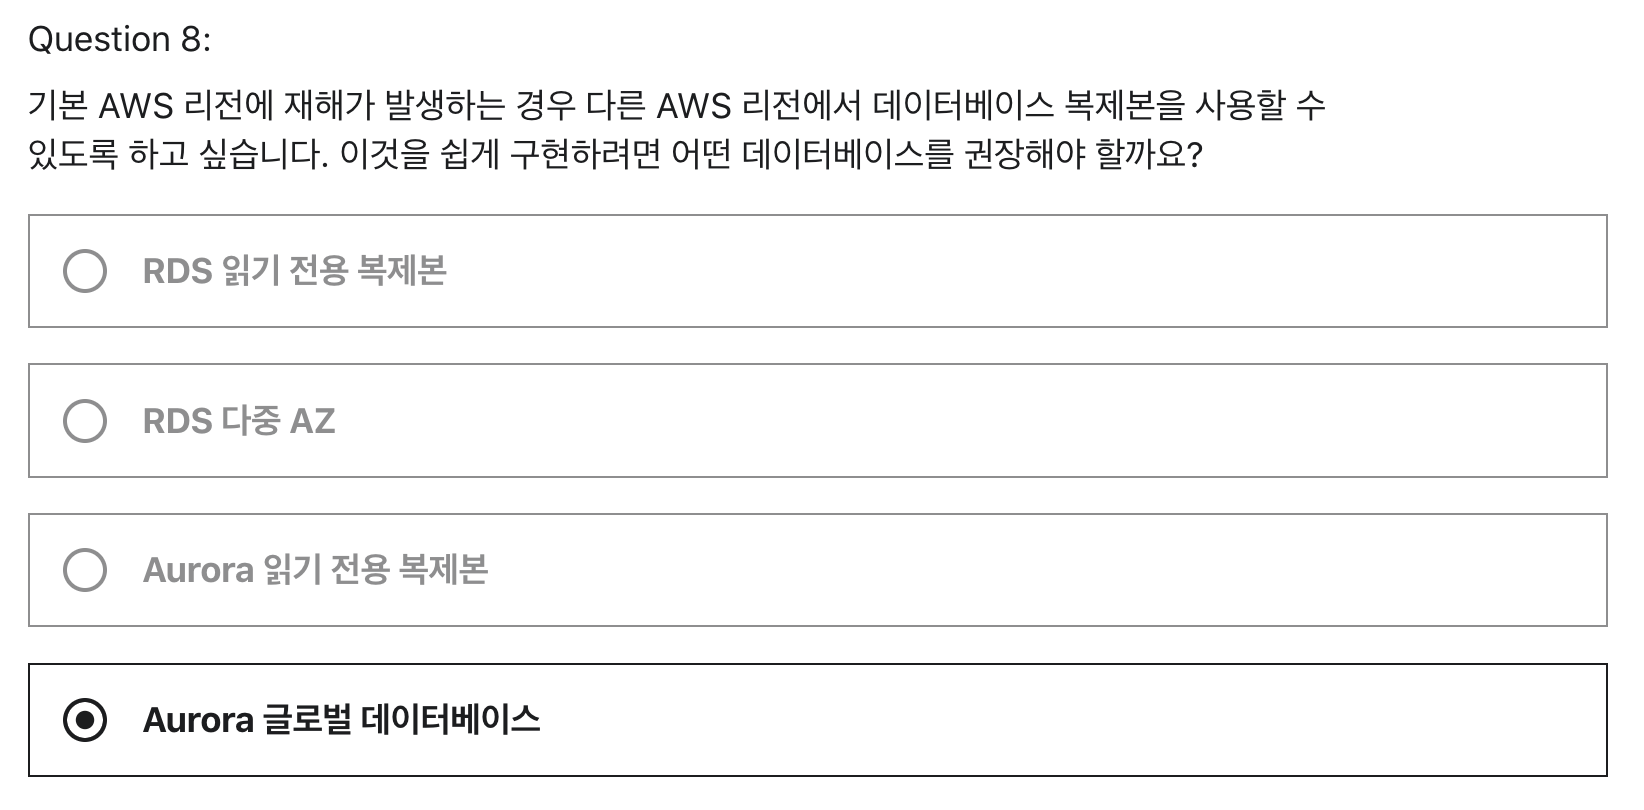 Question 8:
기본 AWS 리전에 재해가 발생하는 경우 다른 AWS 리전에서 데이터베이스 복제본을 사용할 수
있도록 하고 싶습니다. 이것을 쉽게 구현하려면 어떤 데이터베이스를 권장해야 할까요?
RDS 읽기 전용 복제본
RDS 다중 AZ
Aurora 읽기 전용 복제본
Aurora 글로벌 데이터베이스